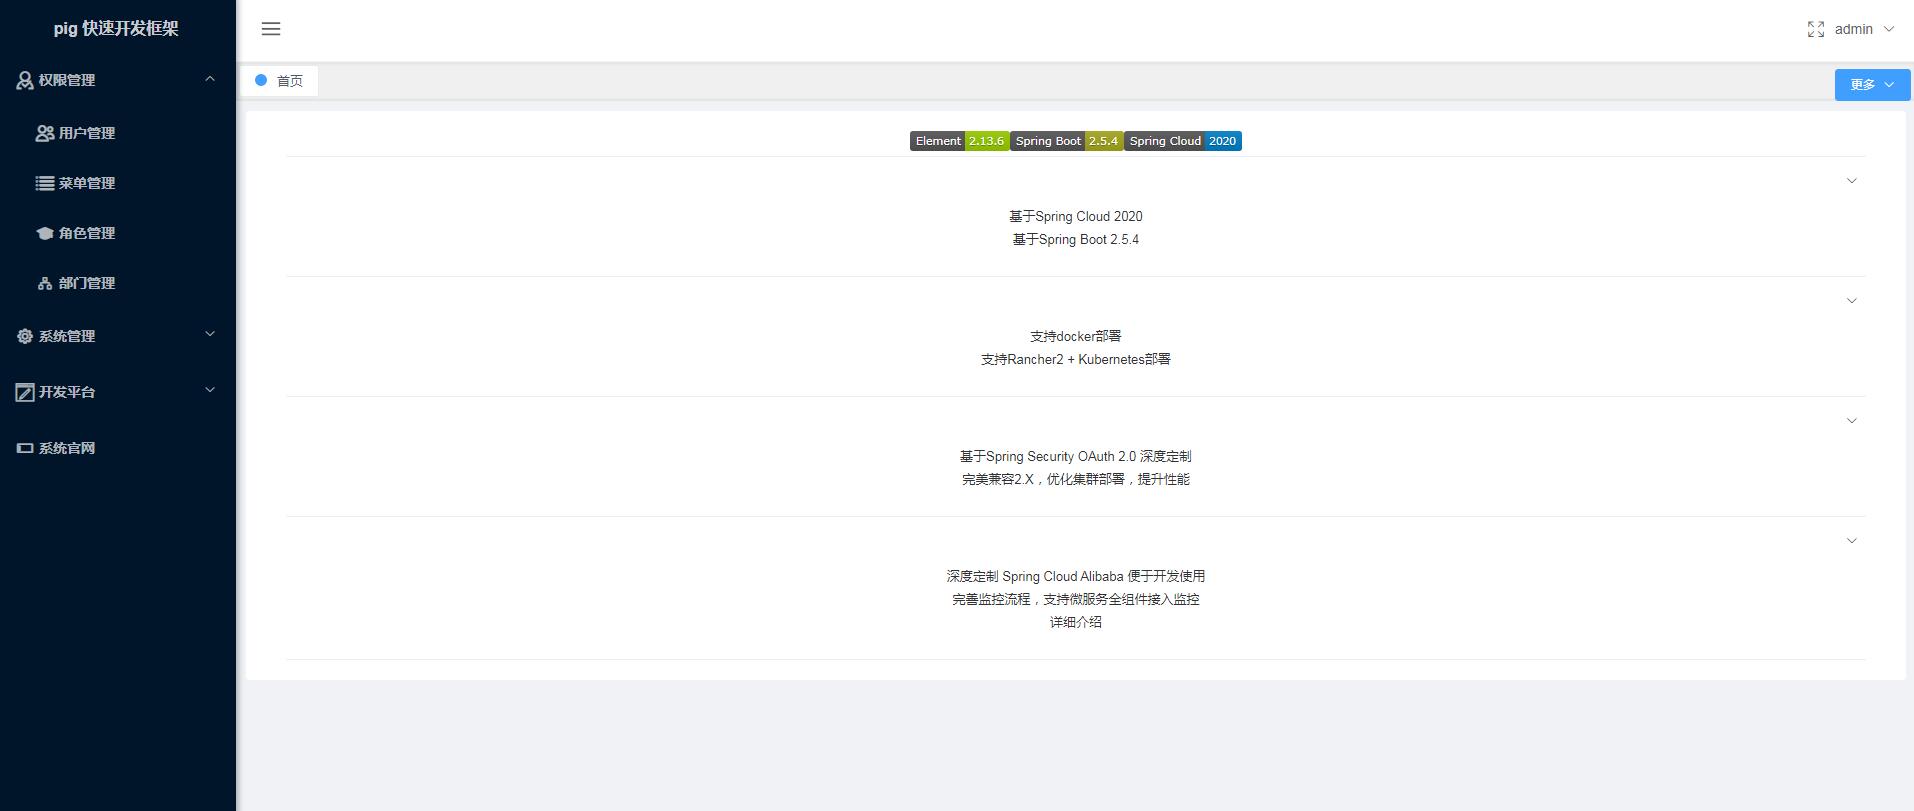 pig 快速开发框架
权限管理
用户管理
菜单管理
角色管理
部门管理
系统管理
开发平台
系统官网
admin
首页
更多
Element 2.13.6 Spring Boot 2.5.4 Spring Cloud 2020
基于Spring Cloud 2020
基于Spring Boot 2.5.4
支持docker部署
支持Rancher2 + Kubernetes部署
基于Spring Security OAuth 2.0 深度定制
完美兼容2.X，优化集群部署，提升性能
深度定制 Spring Cloud Alibaba 便于开发使用
完善监控流程，支持微服务全组件接入监控
详细介绍